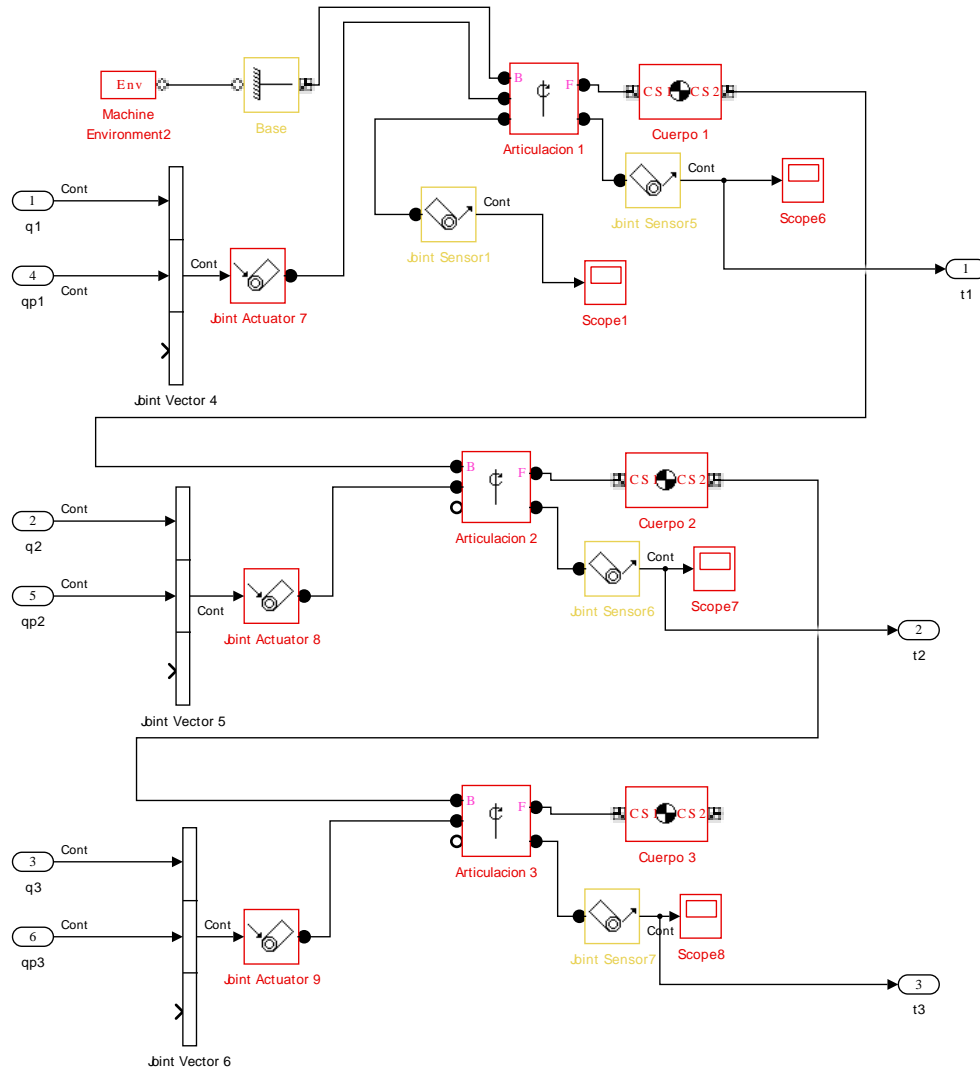 Env
Machine
Environment2
Base
B
F
Articulacion 1
CS1
CS2
Cuerpo 1
Cont
1
q1
Cont
Joint Sensor1
Cont
Joint Sensor5
Scope6
4
Cont
qp1
Cont
Joint Actuator 7
Scope1
1
t1
Joint Vector 4
B
F
Articulacion 2
CS1
CS2
Cuerpo 2
2
Cont
q2
5
Cont
qp2
Cont
Joint Actuator 8
Cont
Joint Sensor6
Scope7
2
t2
Joint Vector 5
B
F
Articulacion 3
CS1
CS2
Cuerpo 3
3
Cont
q3
6
Cont
qp3
Cont
Joint Actuator 9
Joint Sensor7
Cont
Scope8
3
t3
Joint Vector 6